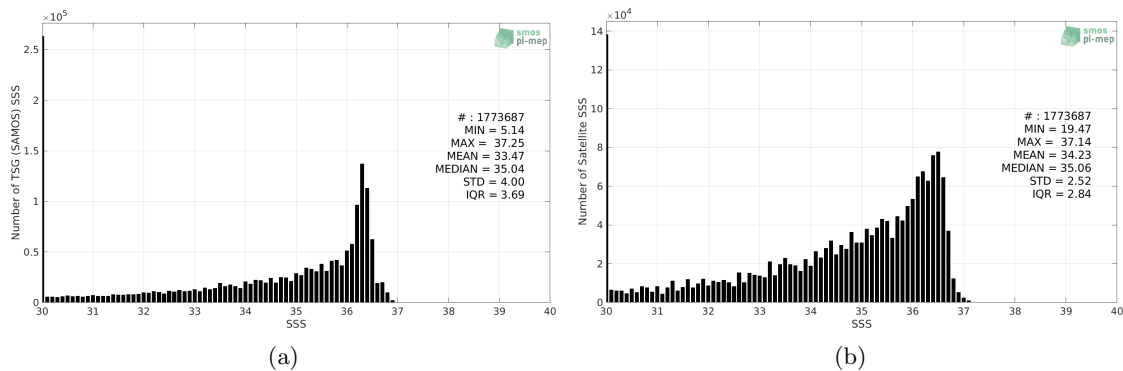 ×10⁵
2.5
2
1.5
1
0.5
0
30 31 32 33 34 35 36 37 38 39 40
SSS
Number of TSG (SAMOS) SSS
smos
pi-mep
# : 1773687
MIN = 5.14
MAX = 37.25
MEAN = 33.47
MEDIAN = 35.04
STD = 4.00
IQR = 3.69
(a)
×10⁴
14
12
10
8
6
4
2
0
30 31 32 33 34 35 36 37 38 39 40
SSS
Number of Satellite SSS
smos
pi-mep
# : 1773687
MIN = 19.47
MAX = 37.14
MEAN = 34.23
MEDIAN = 35.06
STD = 2.52
IQR = 2.84
(b)